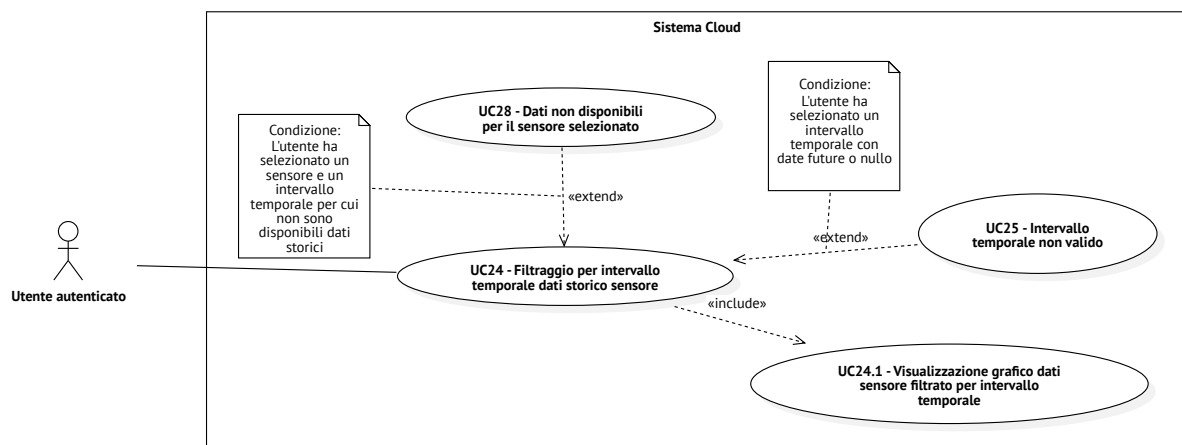 Sistema Cloud
Condizione:
L'utente ha
selezionato un
intervallo
temporale con
date future o nullo
UC28 - Dati non disponibili
per il sensore selezionato
Condizione:
L'utente ha
selezionato un
sensore e un
intervallo
temporale per cui
non sono
disponibili dati
storici
«extend»
«extend»
UC25 - Intervallo
temporale non valido
UC24 - Filtraggio per intervallo
temporale dati storico sensore
Utente autenticato
«include»
UC24.1 - Visualizzazione grafico dati
sensore filtrato per intervallo
temporale